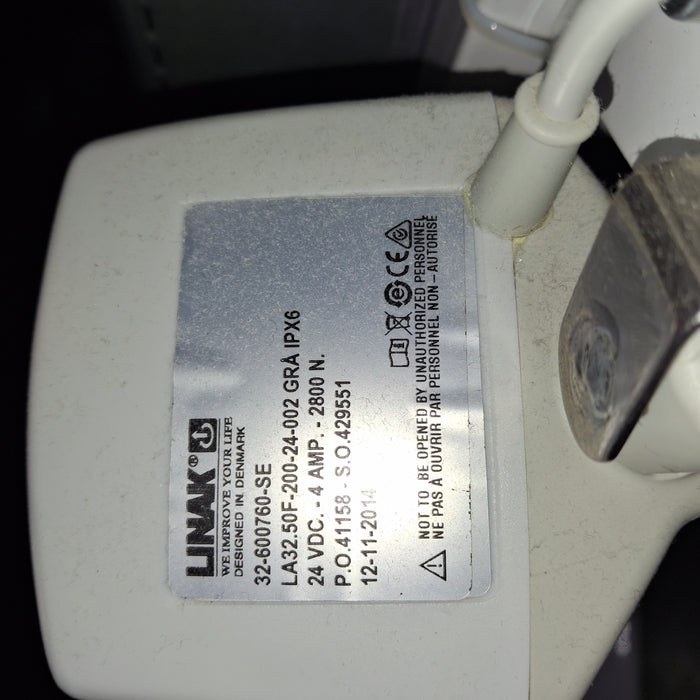 LINAK®
WE IMPROVE YOUR LIFE
DESIGNED IN DENMARK
32-600760-SE
LA32.50F-200-24-002 GRÅ IPX6
24 VDC. - 4 AMP. - 2800 N.
P.O.41158 - S.O.429551
12-11-2014
CE
NOT TO BE OPENED BY UNAUTHORIZED PERSONNEL
NE PAS À OUVRIR PAR PERSONNEL NON-AUTORISÉ